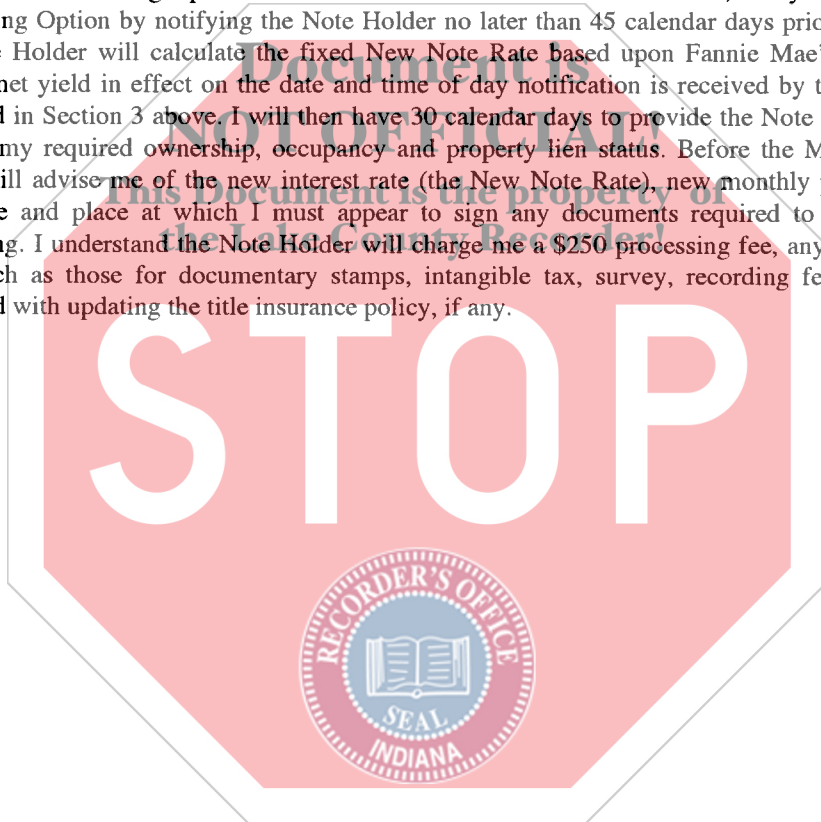 ng Option by notifying the Note Holder no later than 45 calendar days prio
e Holder will calculate the fixed New Note Rate based upon Fannie Mae'
net yield in effect on the date and time of day notification is received by t
d in Section 3 above. I will then have 30 calendar days to provide the Note
my required ownership, occupancy and property lien status. Before the M
ill advise me of the new interest rate (the New Note Rate), new monthly
e and place at which I must appear to sign any documents required to
ng. I understand the Note Holder will charge me a $250 processing fee, any
ch as those for documentary stamps, intangible tax, survey, recording fe
d with updating the title insurance policy, if any.
Document is
NOT OFFICIAL!
This Document is the property of
the Lake County Recorder!
STOP
RECORDER'S OFFICE
SEAL
INDIANA